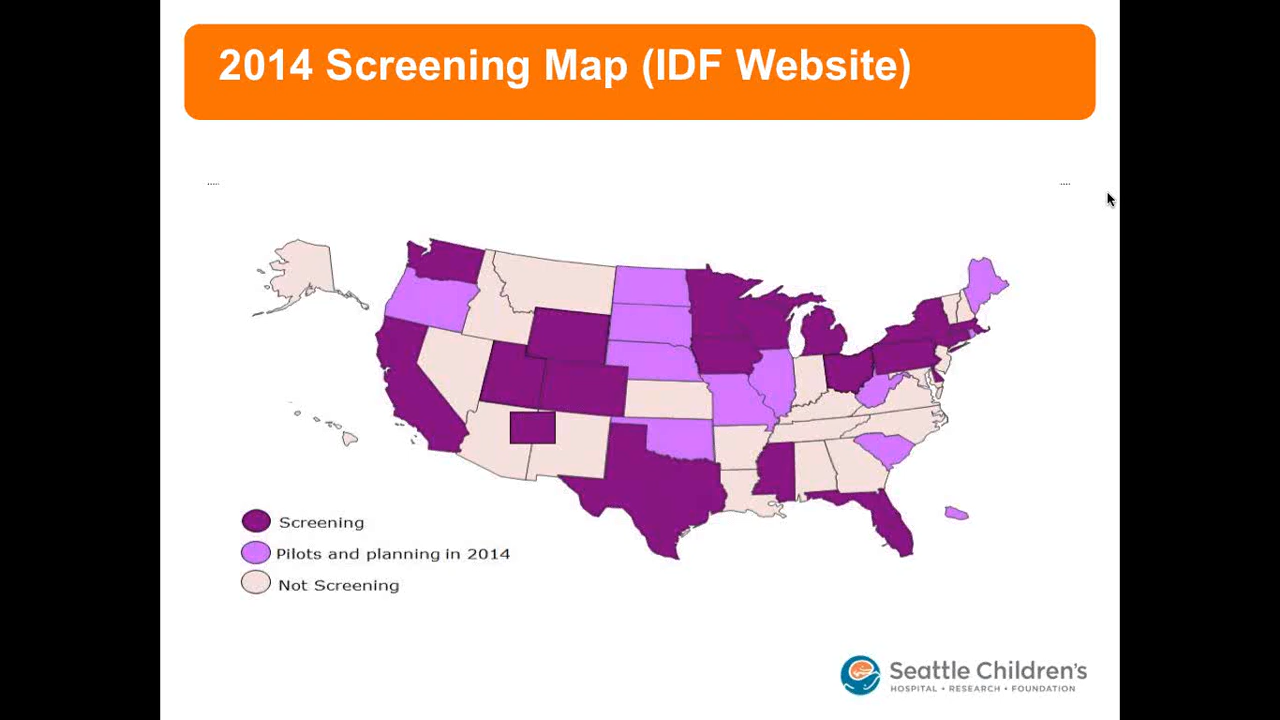 2014 Screening Map (IDF Website)
Screening
Pilots and planning in 2014
Not Screening
Seattle Children's
HOSPITAL • RESEARCH • FOUNDATION